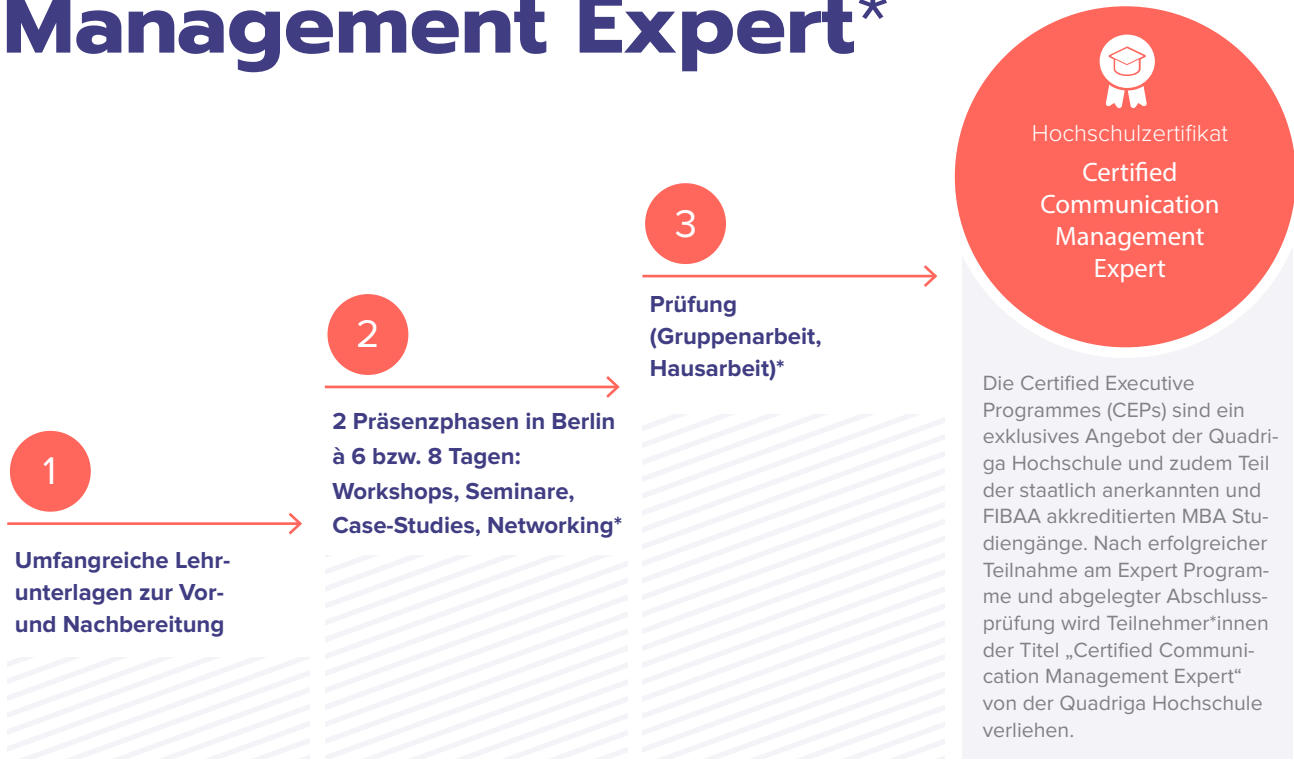 Management Expert*
1
Umfangreiche Lehr-
unterlagen zur Vor-
und Nachbereitung
2
2 Präsenzphasen in Berlin
à 6 bzw. 8 Tagen:
Workshops, Seminare,
Case-Studies, Networking*
3
Prüfung
(Gruppenarbeit,
Hausarbeit)*
Hochschulzertifikat
Certified
Communication
Management
Expert
Die Certified Executive
Programmes (CEPs) sind ein
exklusives Angebot der Quadri-
ga Hochschule und zudem Teil
der staatlich anerkannten und
FIBAA akkreditierten MBA Stu-
diengänge. Nach erfolgreicher
Teilnahme am Expert Program-
me und abgelegter Abschluss-
prüfung wird Teilnehmer*innen
der Titel „Certified Communi-
cation Management Expert“
von der Quadriga Hochschule
verliehen.